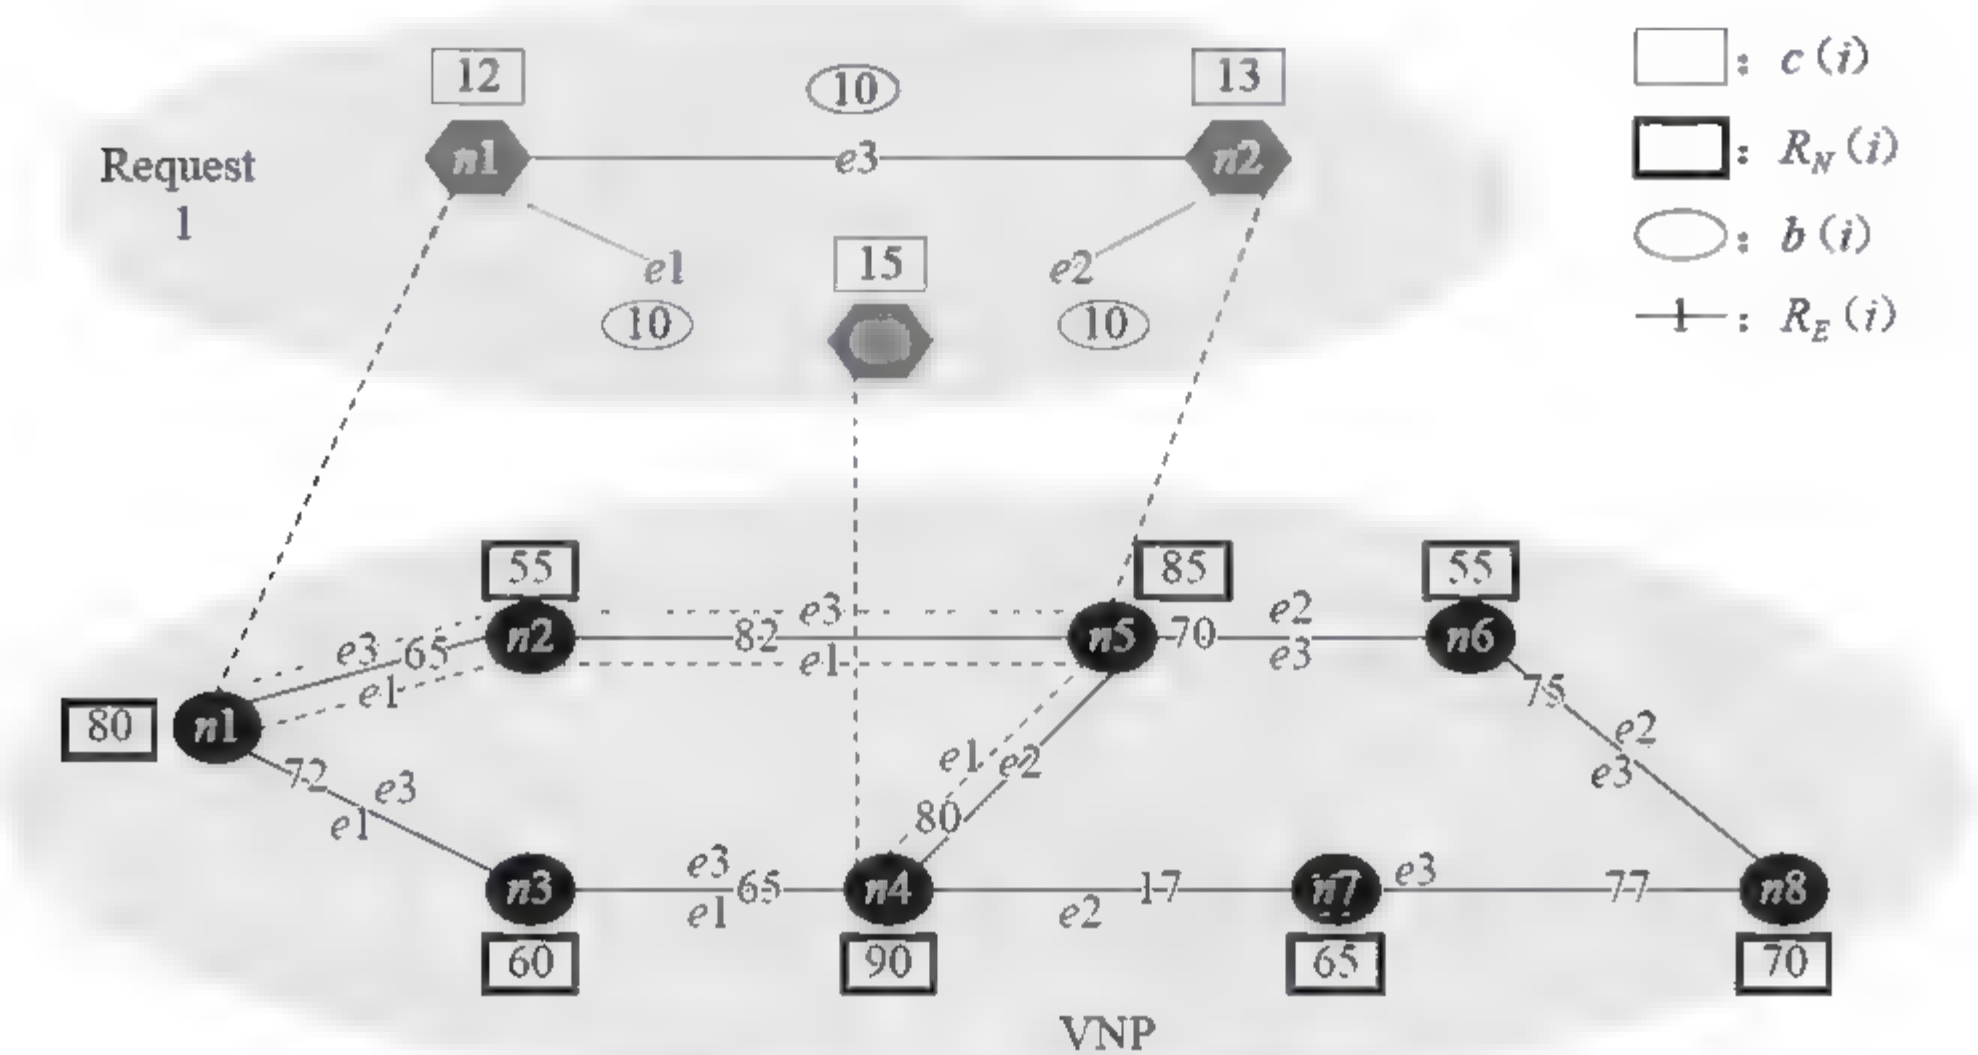 12
10
13
: c(i)
n1
e3
n2
: R_N(i)
Request
1
e1
15
e2
: b(i)
10
10
1 : R_E(i)
55
85
55
n2
e3
82
e1
n5
70
e2
e3
n6
e3
65
e1
80
n1
75
72
e3
e1
e1
e2
e2
e3
80
n3
e3
65
e1
n4
17
e2
n7
e3
77
n8
60
90
65
70
VNP